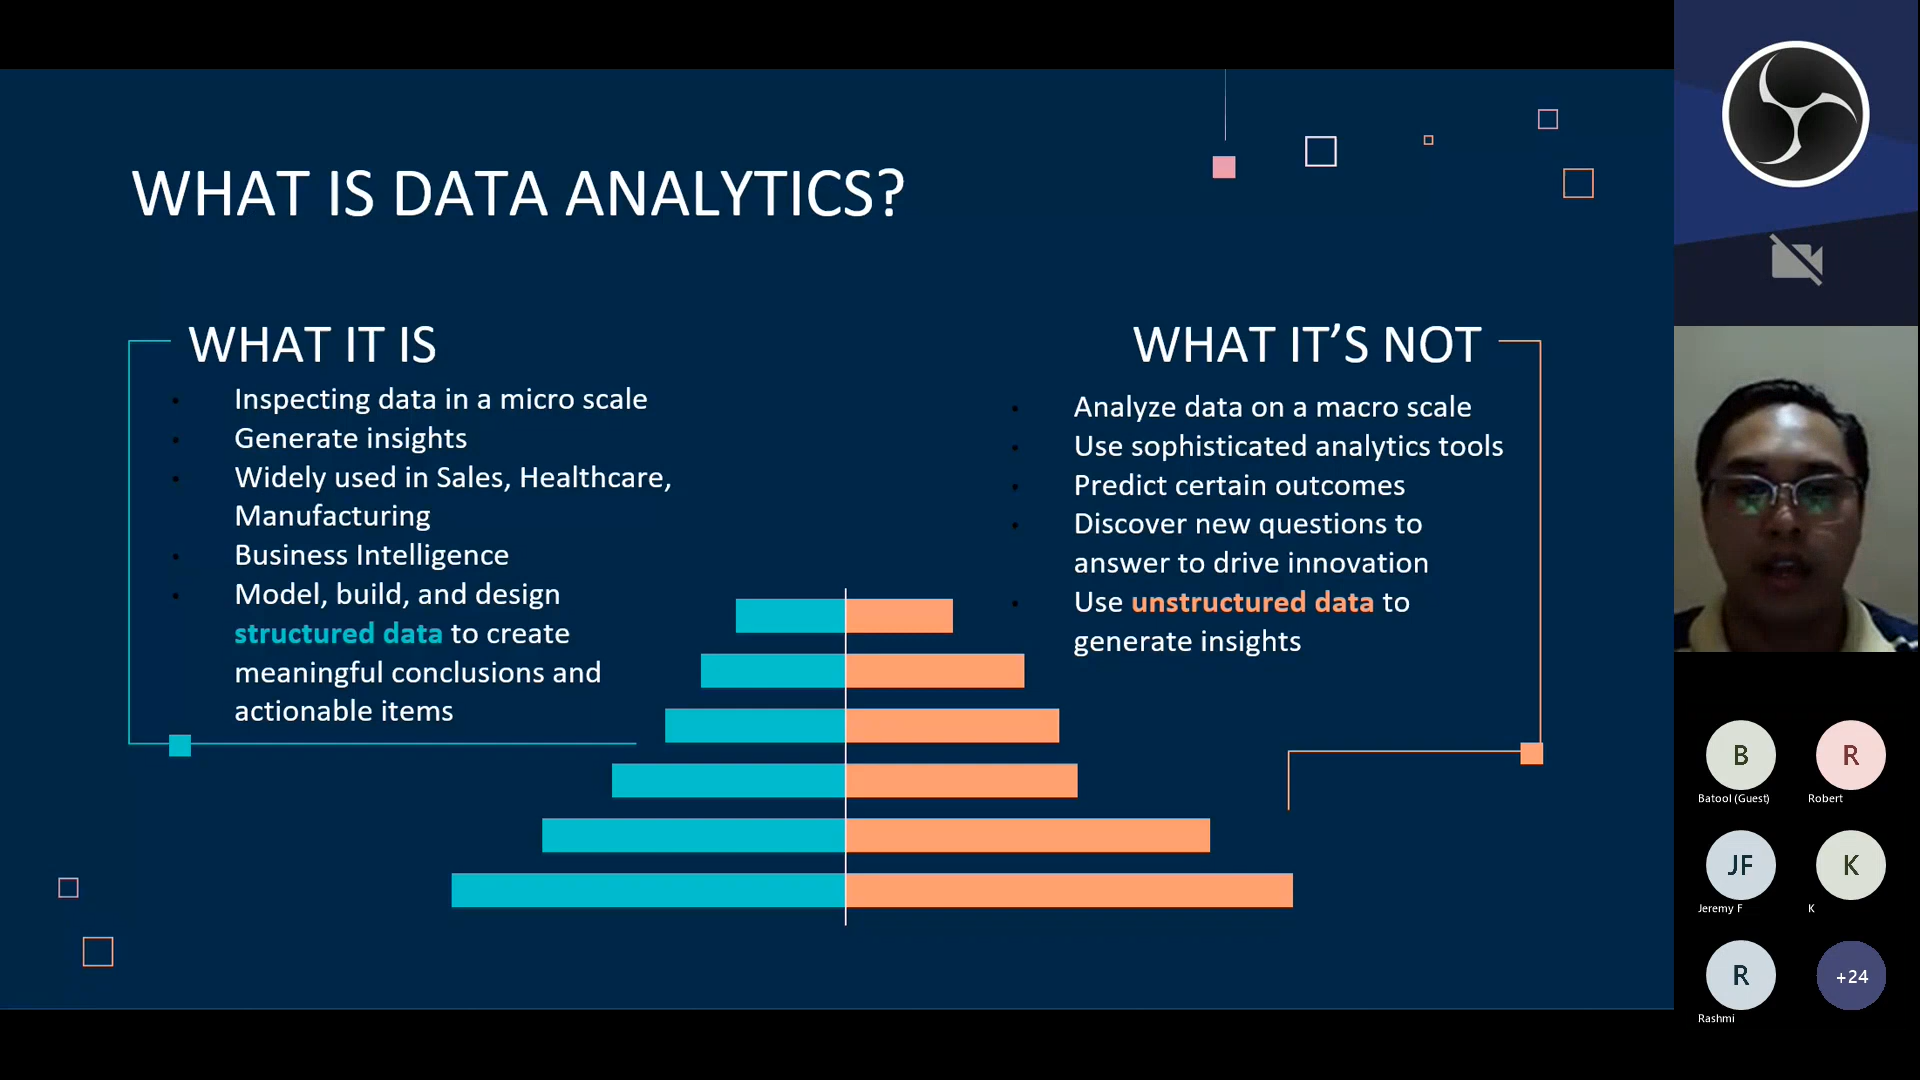 WHAT IS DATA ANALYTICS?
WHAT IT IS
Inspecting data in a micro scale
Generate insights
Widely used in Sales, Healthcare,
Manufacturing
Business Intelligence
Model, build, and design
structured data to create
meaningful conclusions and
actionable items
WHAT IT’S NOT
Analyze data on a macro scale
Use sophisticated analytics tools
Predict certain outcomes
Discover new questions to
answer to drive innovation
Use unstructured data to
generate insights
B
Batool (Guest)
R
Robert
JF
Jeremy F
K
K
R
Rashmi
+24